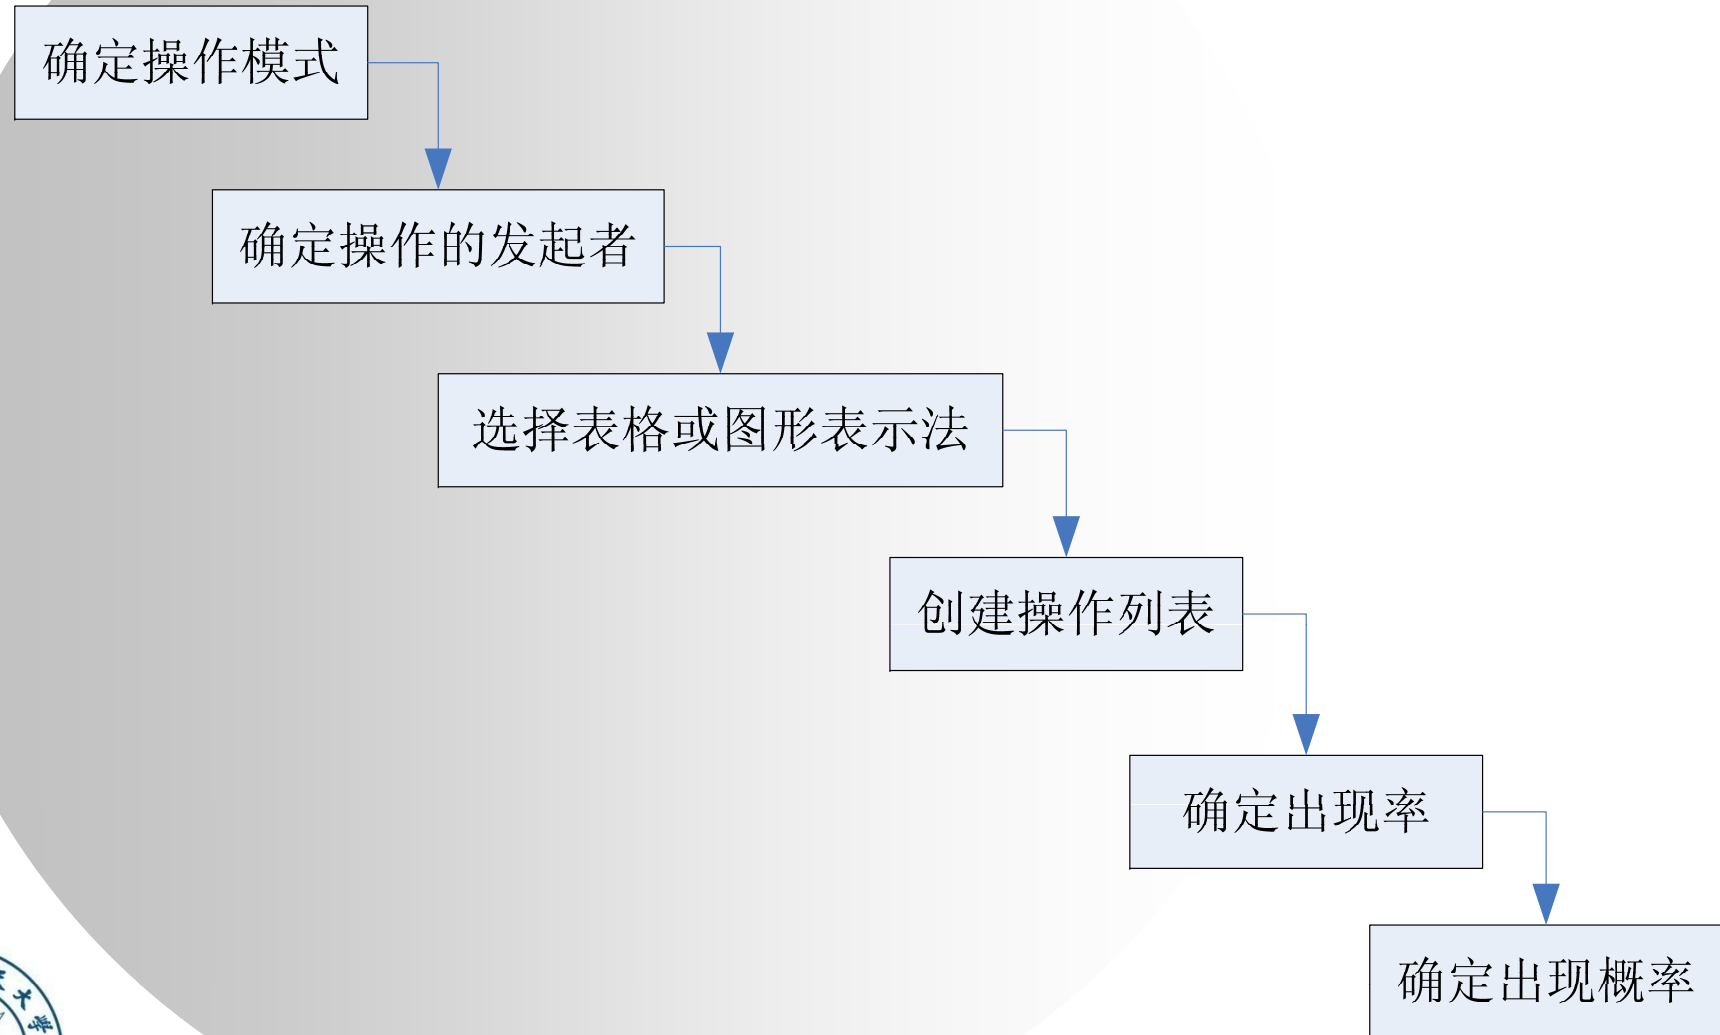 确定操作模式
确定操作的发起者
选择表格或图形表示法
创建操作列表
确定出现率
确定出现概率
大学